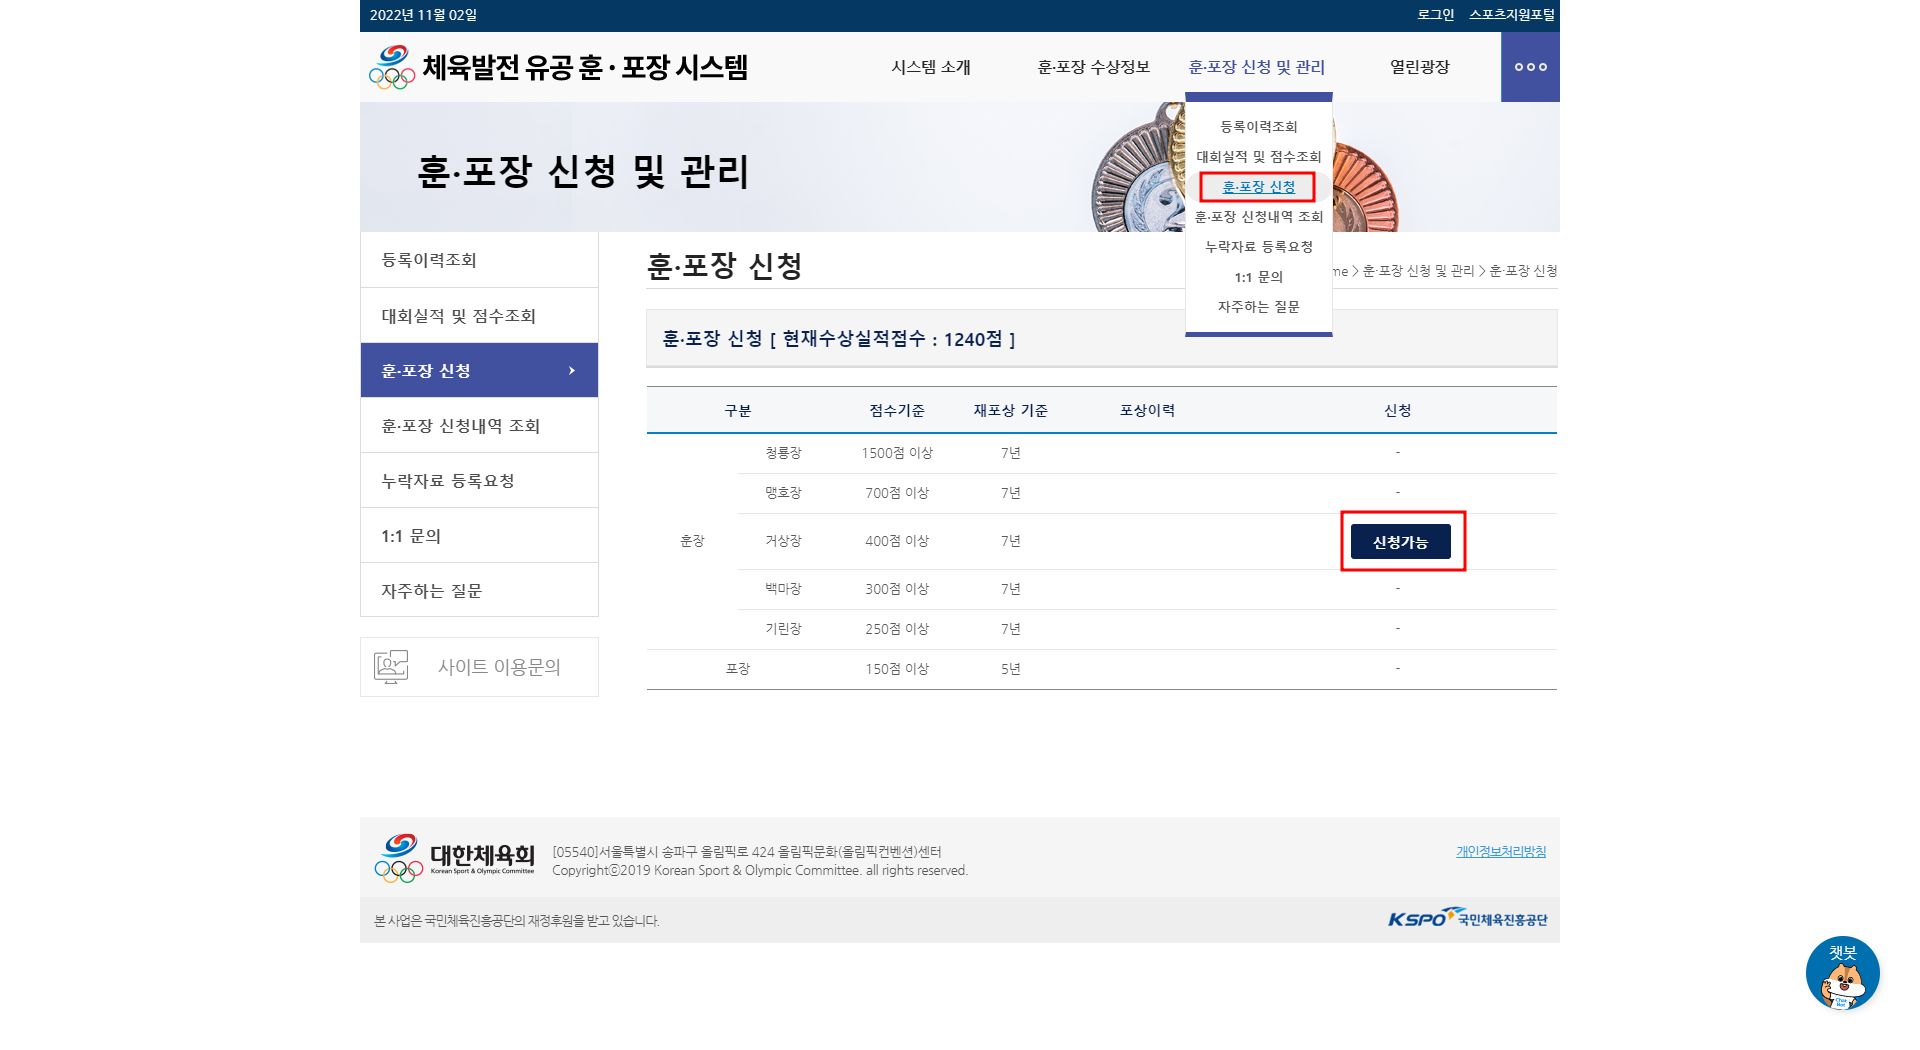 2022년 11월 02일
로그인 스포츠지원포털
체육발전 유공 훈·포장 시스템
시스템 소개 훈·포장 수상정보 훈·포장 신청 및 관리 열린광장
등록이력조회
대회실적 및 점수조회
훈·포장 신청
훈·포장 신청내역 조회
누락자료 등록요청
1:1 문의
자주하는 질문
훈·포장 신청 및 관리
등록이력조회
대회실적 및 점수조회
훈·포장 신청
훈·포장 신청내역 조회
누락자료 등록요청
1:1 문의
자주하는 질문
사이트 이용문의
훈·포장 신청
me > 훈·포장 신청 및 관리 > 훈·포장 신청
훈·포장 신청 [ 현재수상실적점수 : 1240점 ]
구분 점수기준 재포상 기준 포상이력 신청
청룡장 1500점 이상 7년 -
맹호장 700점 이상 7년 -
훈장 거상장 400점 이상 7년 신청가능
백마장 300점 이상 7년 -
기린장 250점 이상 7년 -
포장 150점 이상 5년 -
대한체육회
Korean Sport & Olympic Committee
[05540]서울특별시 송파구 올림픽로 424 올림픽문화(올림픽컨벤션)센터
Copyrightⓒ2019 Korean Sport & Olympic Committee. all rights reserved.
개인정보처리방침
본 사업은 국민체육진흥공단의 재정후원을 받고 있습니다.
KSPO 국민체육진흥공단
챗봇
Chat
Bot